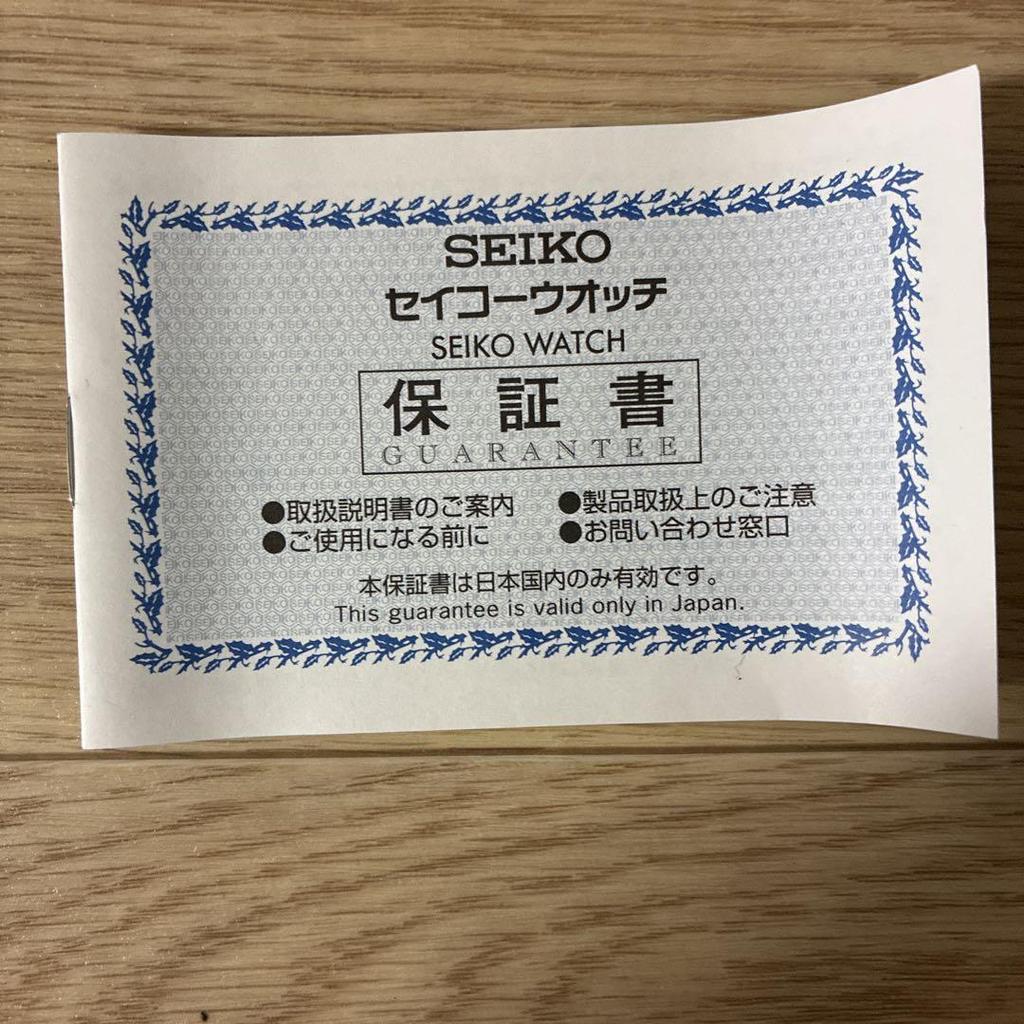 SEIKO
セイコーウオッチ
SEIKO WATCH
保証書
GUARANTEE
●取扱説明書のご案内 ●製品取扱上のご注意
●ご使用になる前に ●お問い合わせ窓口
本保証書は日本国内のみ有効です。
This guarantee is valid only in Japan.